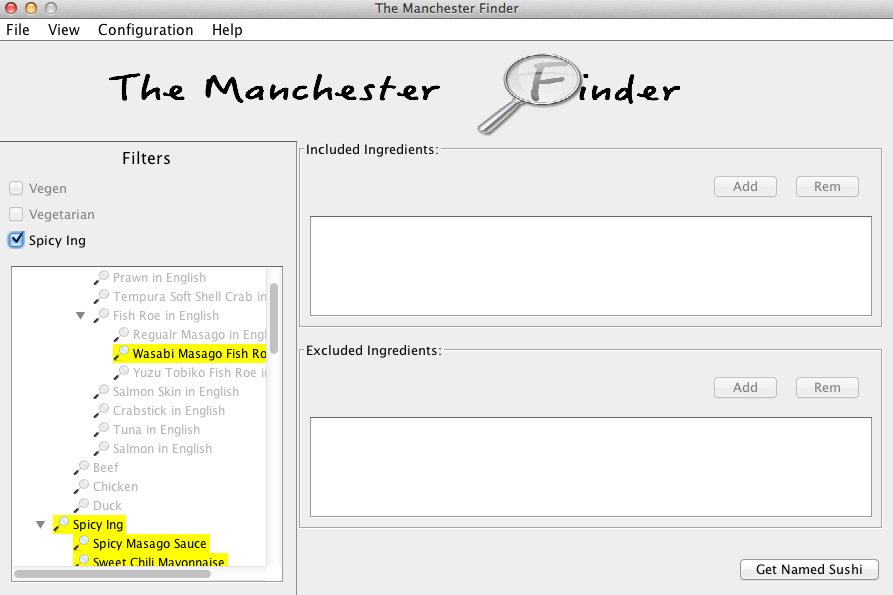 The Manchester Finder
File View Configuration Help
The Manchester Finder
Filters
Vegen
Vegetarian
Spicy Ing
Prawn in English
Tempura Soft Shell Crab in
Fish Roe in English
Regualr Masago in Engl
Wasabi Masago Fish Ro
Yuzu Tobiko Fish Roe i
Salmon Skin in English
Crabstick in English
Tuna in English
Salmon in English
Beef
Chicken
Duck
Spicy Ing
Spicy Masago Sauce
Sweet Chili Mayonnaise
Included Ingredients:
Add Rem
Excluded Ingredients:
Add Rem
Get Named Sushi